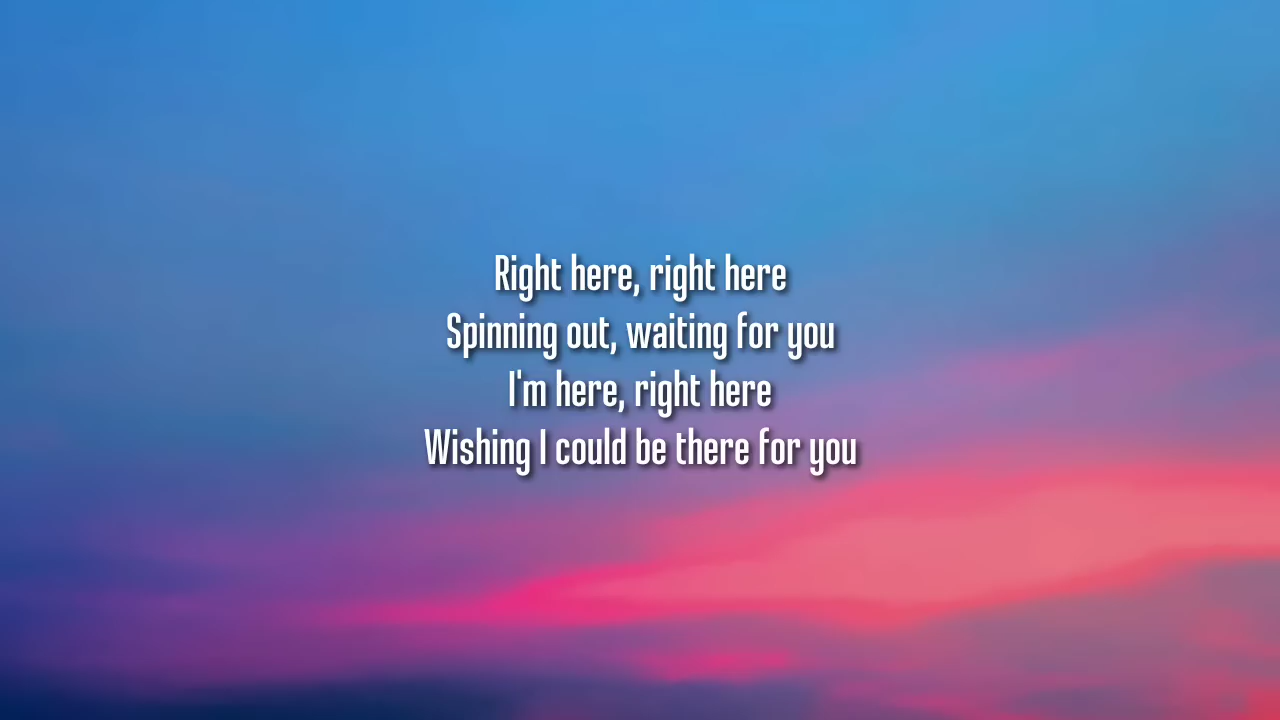 Right here, right here
Spinning out, waiting for you
I'm here, right here
Wishing I could be there for you